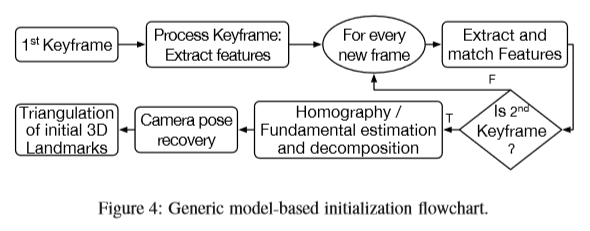 1st Keyframe
Process Keyframe:
Extract features
For every
new frame
Extract and
match Features
F
Is 2nd
Keyframe
?
T
Homography /
Fundamental estimation
and decomposition
Camera pose
recovery
Triangulation
of initial 3D
Landmarks
Figure 4: Generic model-based initialization flowchart.